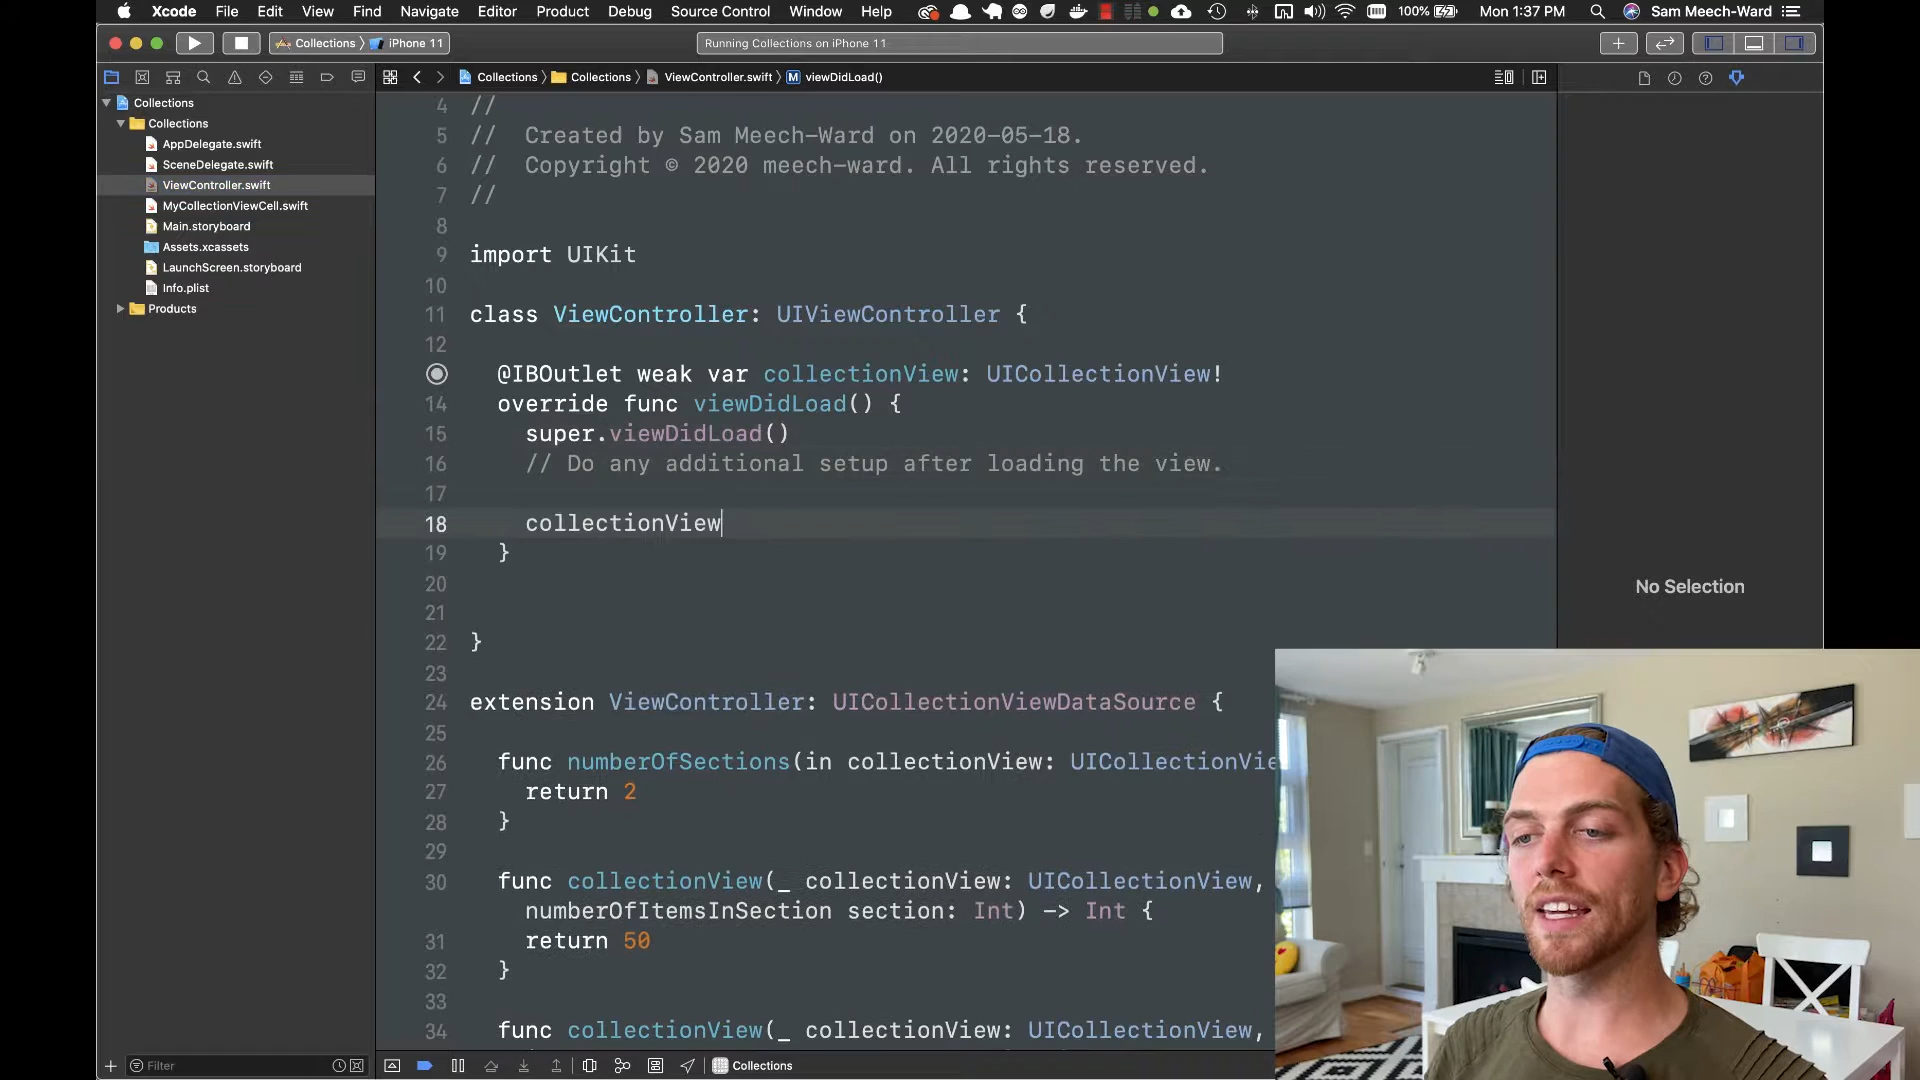 Xcode File Edit View Find Navigate Editor Product Debug Source Control Window Help 100% Mon 1:37 PM Sam Meech-Ward
Collections iPhone 11 Running Collections on iPhone 11
Collections Collections ViewController.swift M viewDidLoad()
Collections
Collections
AppDelegate.swift
SceneDelegate.swift
ViewController.swift
MyCollectionViewCell.swift
Main.storyboard
Assets.xcassets
LaunchScreen.storyboard
Info.plist
Products
4 //
5 // Created by Sam Meech-Ward on 2020-05-18.
6 // Copyright © 2020 meech-ward. All rights reserved.
7 //
8
9 import UIKit
10
11 class ViewController: UIViewController {
12
@IBOutlet weak var collectionView: UICollectionView!
14 override func viewDidLoad() {
15 super.viewDidLoad()
16 // Do any additional setup after loading the view.
17
18 collectionView
19 }
20
21
22 }
23
24 extension ViewController: UICollectionViewDataSource {
25
26 func numberOfSections(in collectionView: UICollectionVie
27 return 2
28 }
29
30 func collectionView(_ collectionView: UICollectionView,
numberOfItemsInSection section: Int) -> Int {
31 return 50
32 }
33
34 func collectionView(_ collectionView: UICollectionView,
No Selection
Filter
Collections